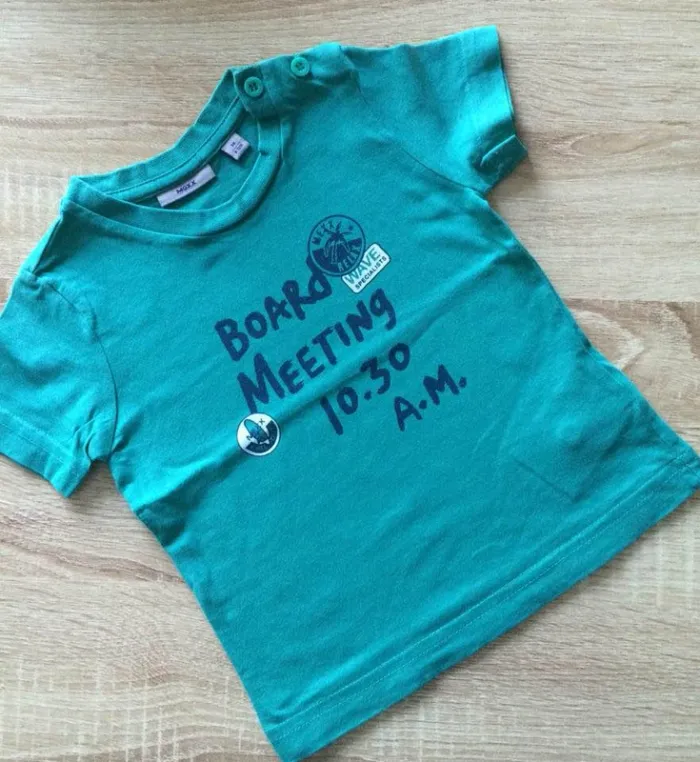 MEXX
WAVE
SPECIALISTS
BOARD
MEETING
10.30
A.M.